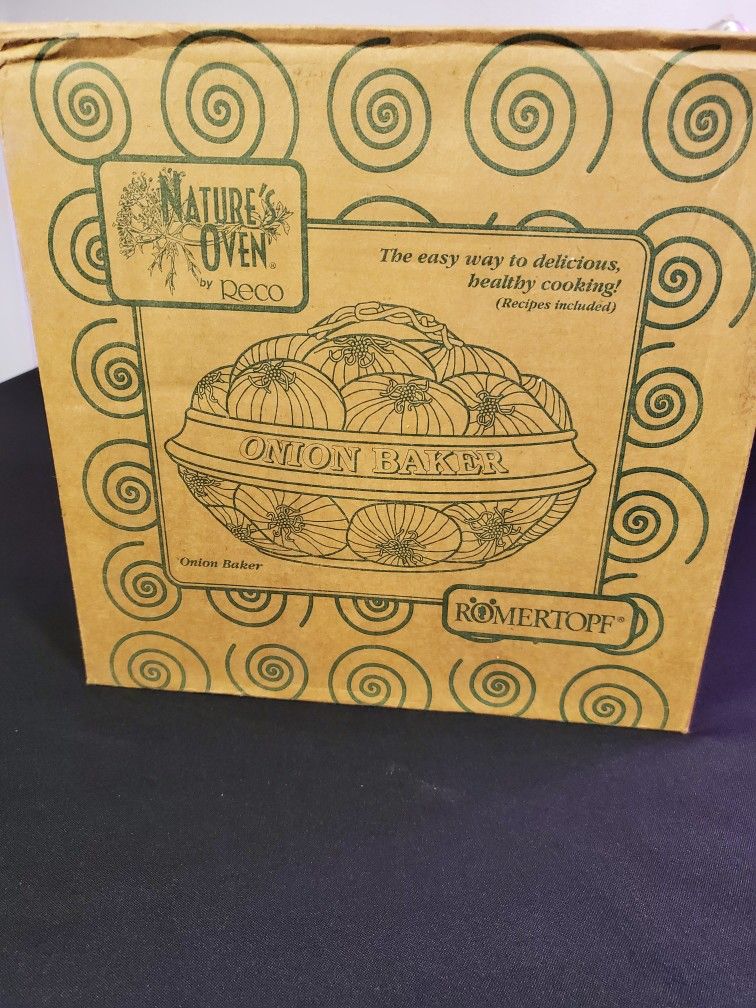 NATURE'S
OVEN®
by Reco
The easy way to delicious,
healthy cooking!
(Recipes included)
ONION BAKER
Onion Baker
RÖMERTOPF®